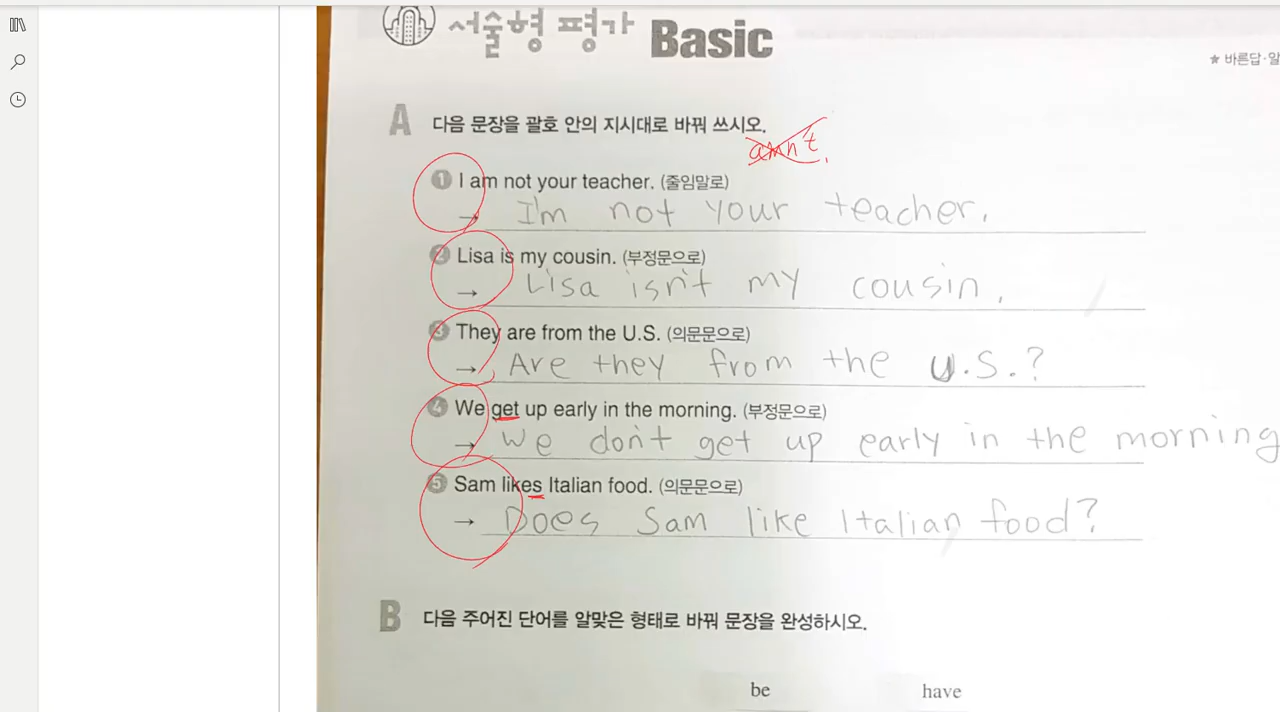 서술형 평가 Basic
★ 바른답·알
A 다음 문장을 괄호 안의 지시대로 바꿔 쓰시오.
amn't
1 I am not your teacher. (줄임말로)
→ I'm not your teacher.
2 Lisa is my cousin. (부정문으로)
→ Lisa isn't my cousin.
3 They are from the U.S. (의문문으로)
→ Are they from the U.S.?
4 We get up early in the morning. (부정문으로)
→ We don't get up early in the morning
5 Sam likes Italian food. (의문문으로)
→ Does Sam like Italian food?
B 다음 주어진 단어를 알맞은 형태로 바꿔 문장을 완성하시오.
be have